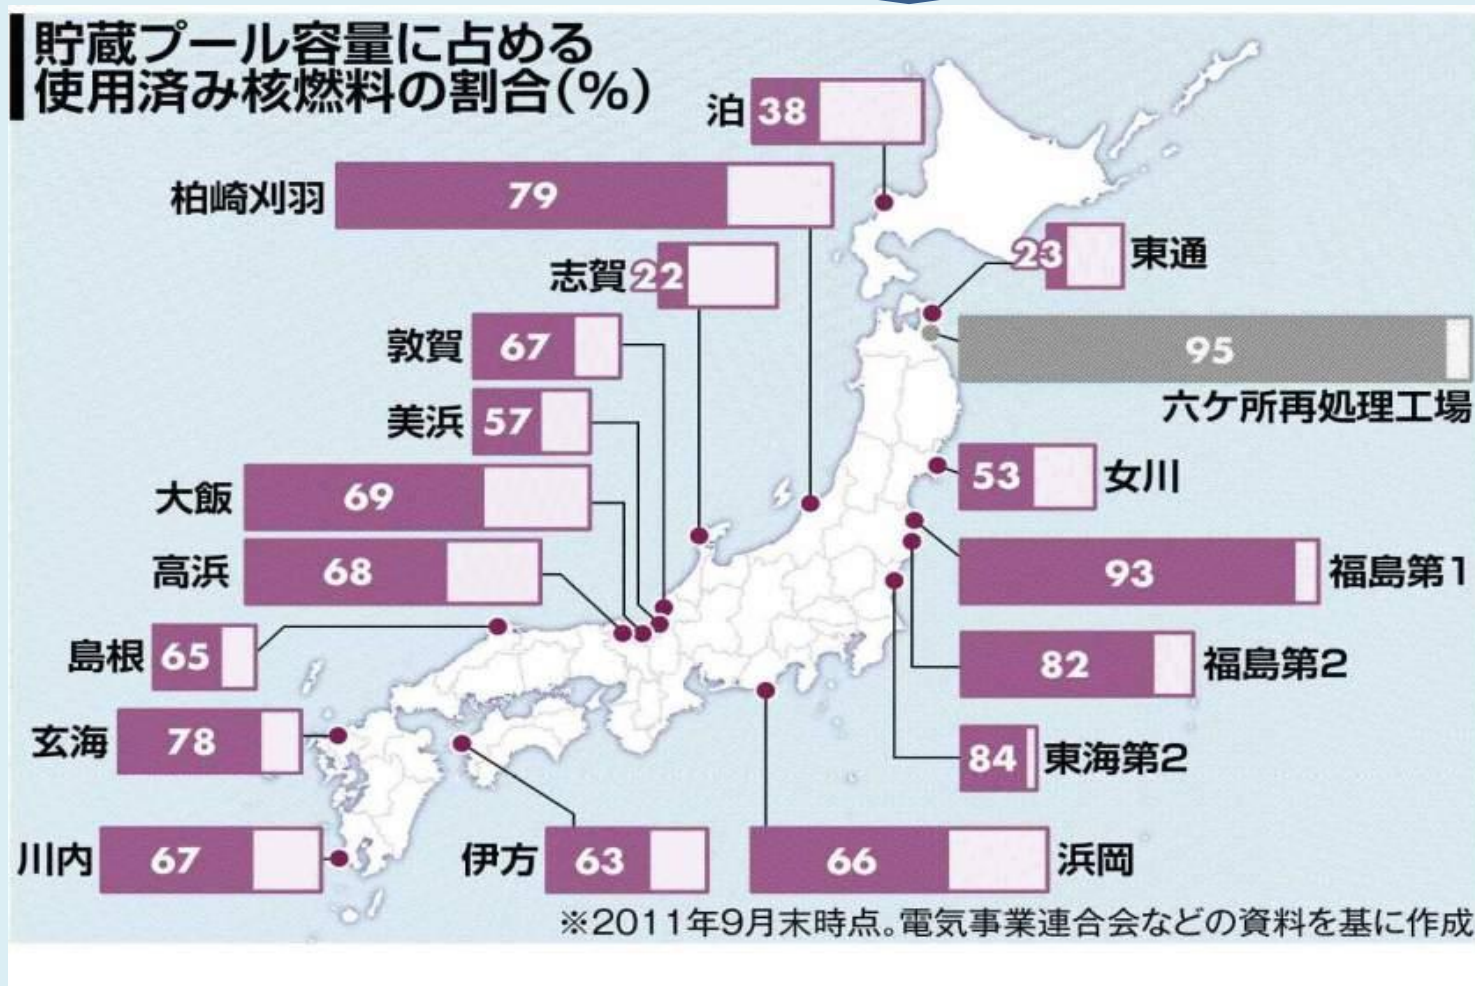 貯蔵プール容量に占める
使用済み核燃料の割合(%)
泊 38
柏崎刈羽 79
志賀 22
23 東通
敦賀 67
95
六ケ所再処理工場
美浜 57
大飯 69
53 女川
高浜 68
93 福島第1
島根 65
82 福島第2
玄海 78
84 東海第2
川内 67
伊方 63
66 浜岡
※2011年9月末時点。電気事業連合会などの資料を基に作成